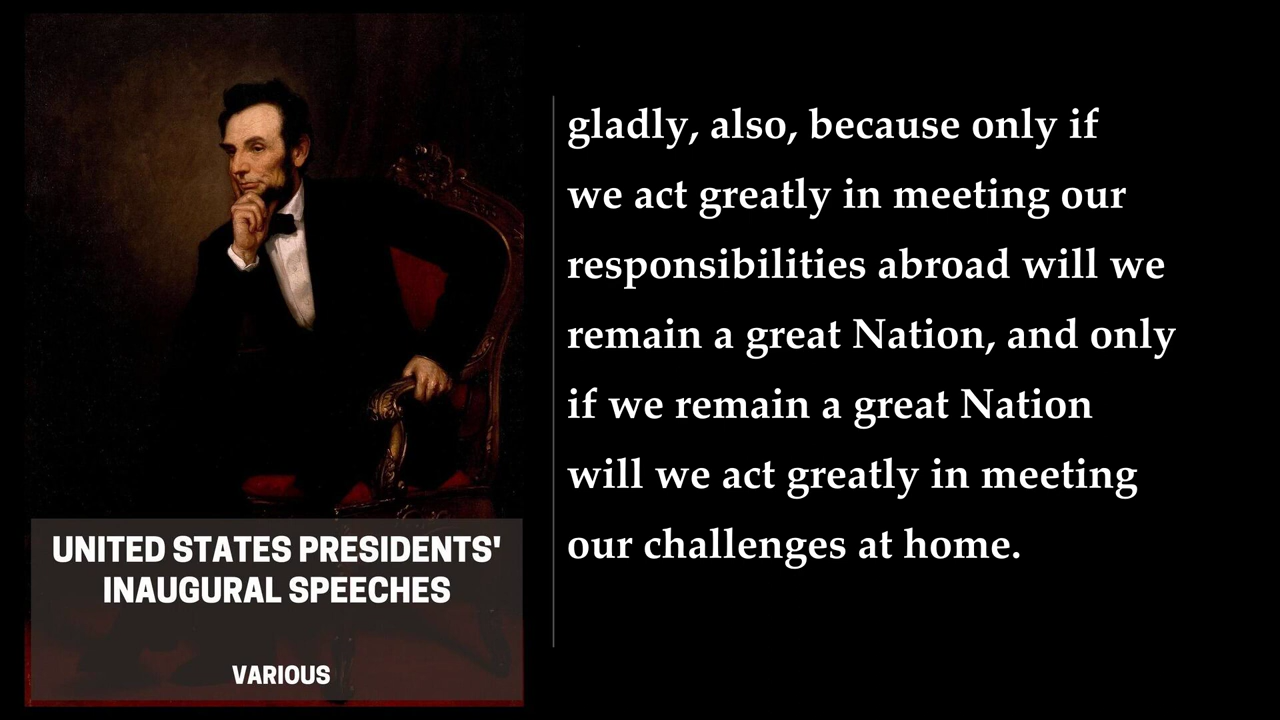 UNITED STATES PRESIDENTS'
INAUGURAL SPEECHES
VARIOUS
gladly, also, because only if
we act greatly in meeting our
responsibilities abroad will we
remain a great Nation, and only
if we remain a great Nation
will we act greatly in meeting
our challenges at home.